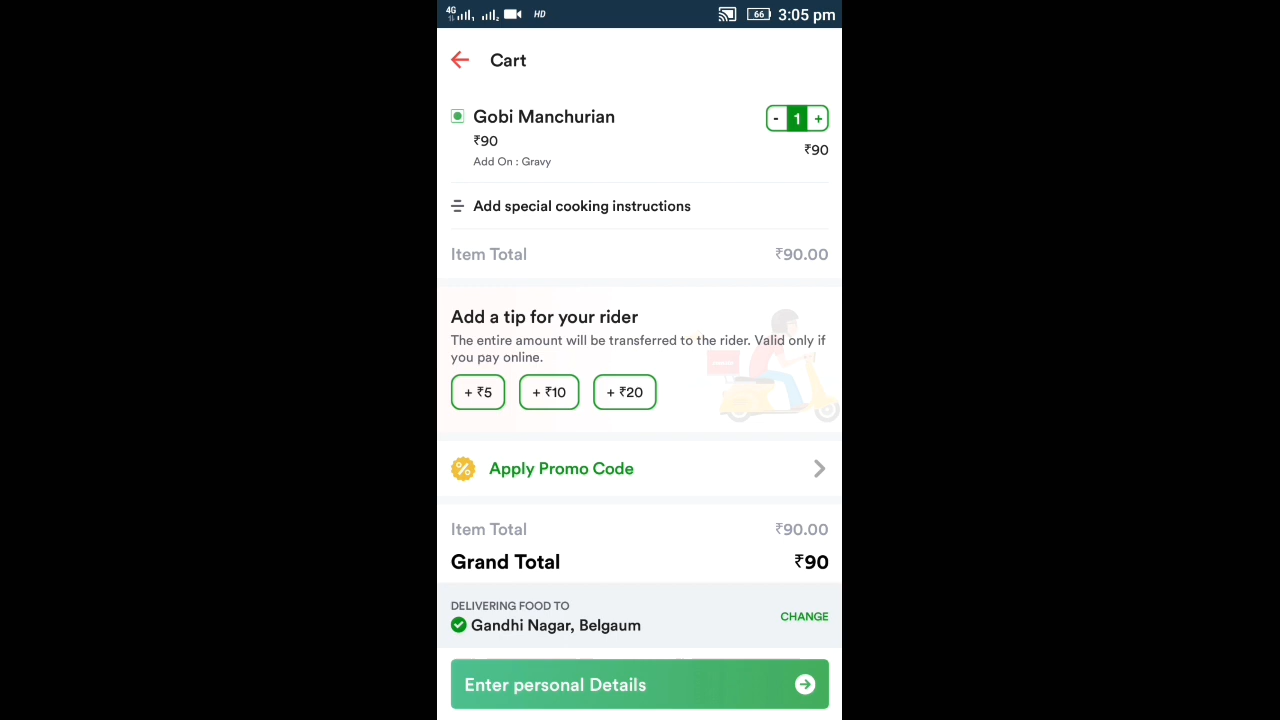 4G HD 66 3:05 pm
Cart
Gobi Manchurian - 1 +
₹90
₹90
Add On : Gravy
Add special cooking instructions
Item Total ₹90.00
Add a tip for your rider
The entire amount will be transferred to the rider. Valid only if
you pay online.
+ ₹5 + ₹10 + ₹20
% Apply Promo Code
Item Total ₹90.00
Grand Total ₹90
DELIVERING FOOD TO
Gandhi Nagar, Belgaum CHANGE
Enter personal Details